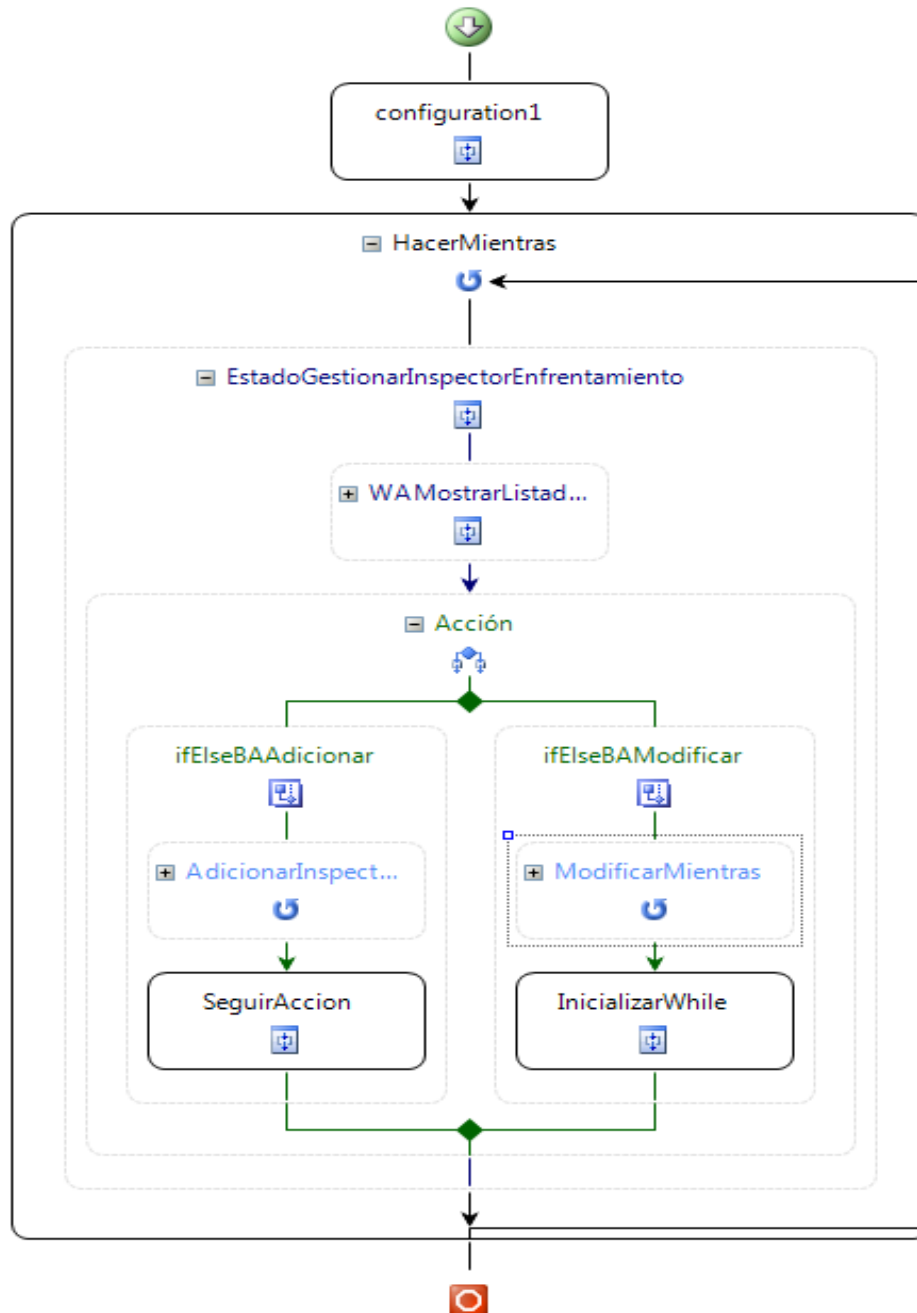 configuration1
HacerMientras
EstadoGestionarInspectorEnfrentamiento
WAMostrarListad...
Acción
ifElseBAAdicionar
ifElseBAModificar
AdicionarInspect...
ModificarMientras
SeguirAccion
InicializarWhile